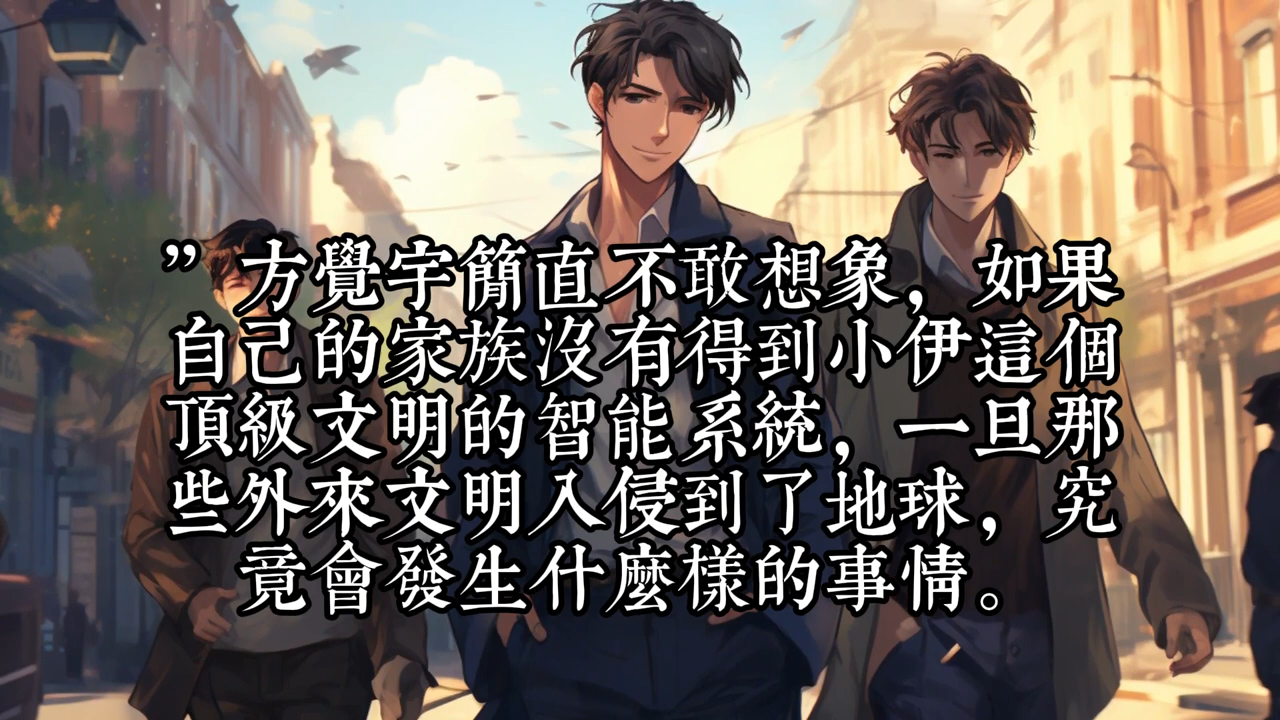 ”方覺宇簡直不敢想象，如果
自己的家族沒有得到小伊這個
頂級文明的智能系統，一旦那
些外來文明入侵到了地球，究
竟會發生什麼樣的事情。